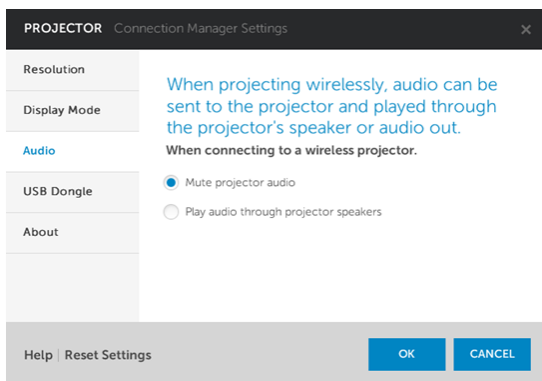 PROJECTOR Connection Manager Settings
Resolution
Display Mode
Audio
USB Dongle
About
When projecting wirelessly, audio can be
sent to the projector and played through
the projector's speaker or audio out.
When connecting to a wireless projector.
Mute projector audio
Play audio through projector speakers
Help | Reset Settings
OK
CANCEL